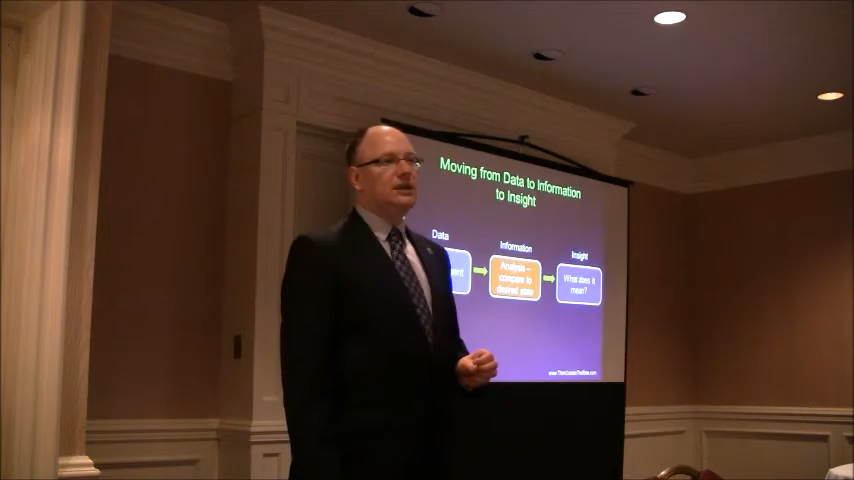 Moving from Data to Information
to Insight
Data
Information
Insight
Analysis –
compare to
desired state
What does it
mean?